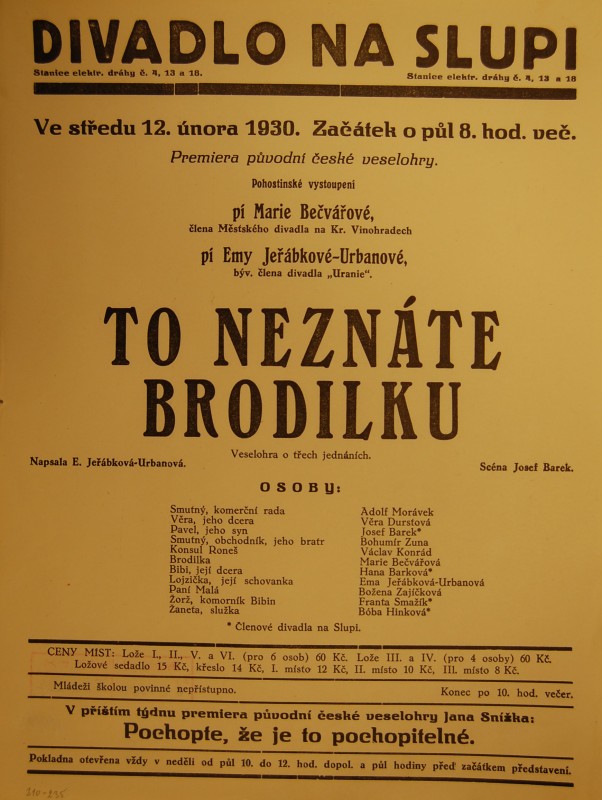 DIVADLO NA SLUPI
Stanice elektr. dráhy č. 4, 13 a 18. Stanice elektr. dráhy č. 4, 13 a 18
Ve středu 12. února 1930. Začátek o půl 8. hod. več.
Premiera původní české veselohry.
Pohostinské vystoupení
pí Marie Bečvářové,
člena Městského divadla na Kr. Vinohradech
pí Emy Jeřábkové-Urbanové,
býv. člena divadla „Uranie".
TO NEZNÁTE
BRODILKU
Veselohra o třech jednáních.
Napsala E. Jeřábková-Urbanová. Scéna Josef Barek.
OSOBY:
Smutný, komerční rada Adolf Morávek
Věra, jeho dcera Věra Durstová
Pavel, jeho syn Josef Barek*
Smutný, obchodník, jeho bratr Bohumír Zuna
Konsul Roneš Václav Konrád
Brodilka Marie Bečvářová
Bibi, její dcera Hana Barková*
Lojzička, její schovanka Ema Jeřábková-Urbanová
Paní Malá Božena Zajíčková
Žorž, komorník Bibin Franta Smažík*
Žaneta, služka Bóba Hinková*
* Členové divadla na Slupi.
CENY MÍST: Lože I., II., V. a VI. (pro 6 osob) 60 Kč. Lože III. a IV. (pro 4 osoby) 60 Kč.
Ložové sedadlo 15 Kč, křeslo 14 Kč, I. místo 12 Kč, II. místo 10 Kč, III. místo 8 Kč.
Mládeži školou povinné nepřístupno. Konec po 10. hod. večer.
V příštím týdnu premiera původní české veselohry Jana Snížka:
Pochopte, že je to pochopitelné.
Pokladna otevřena vždy v neděli od půl 10. do 12. hod. dopol. a půl hodiny před začátkem představení.